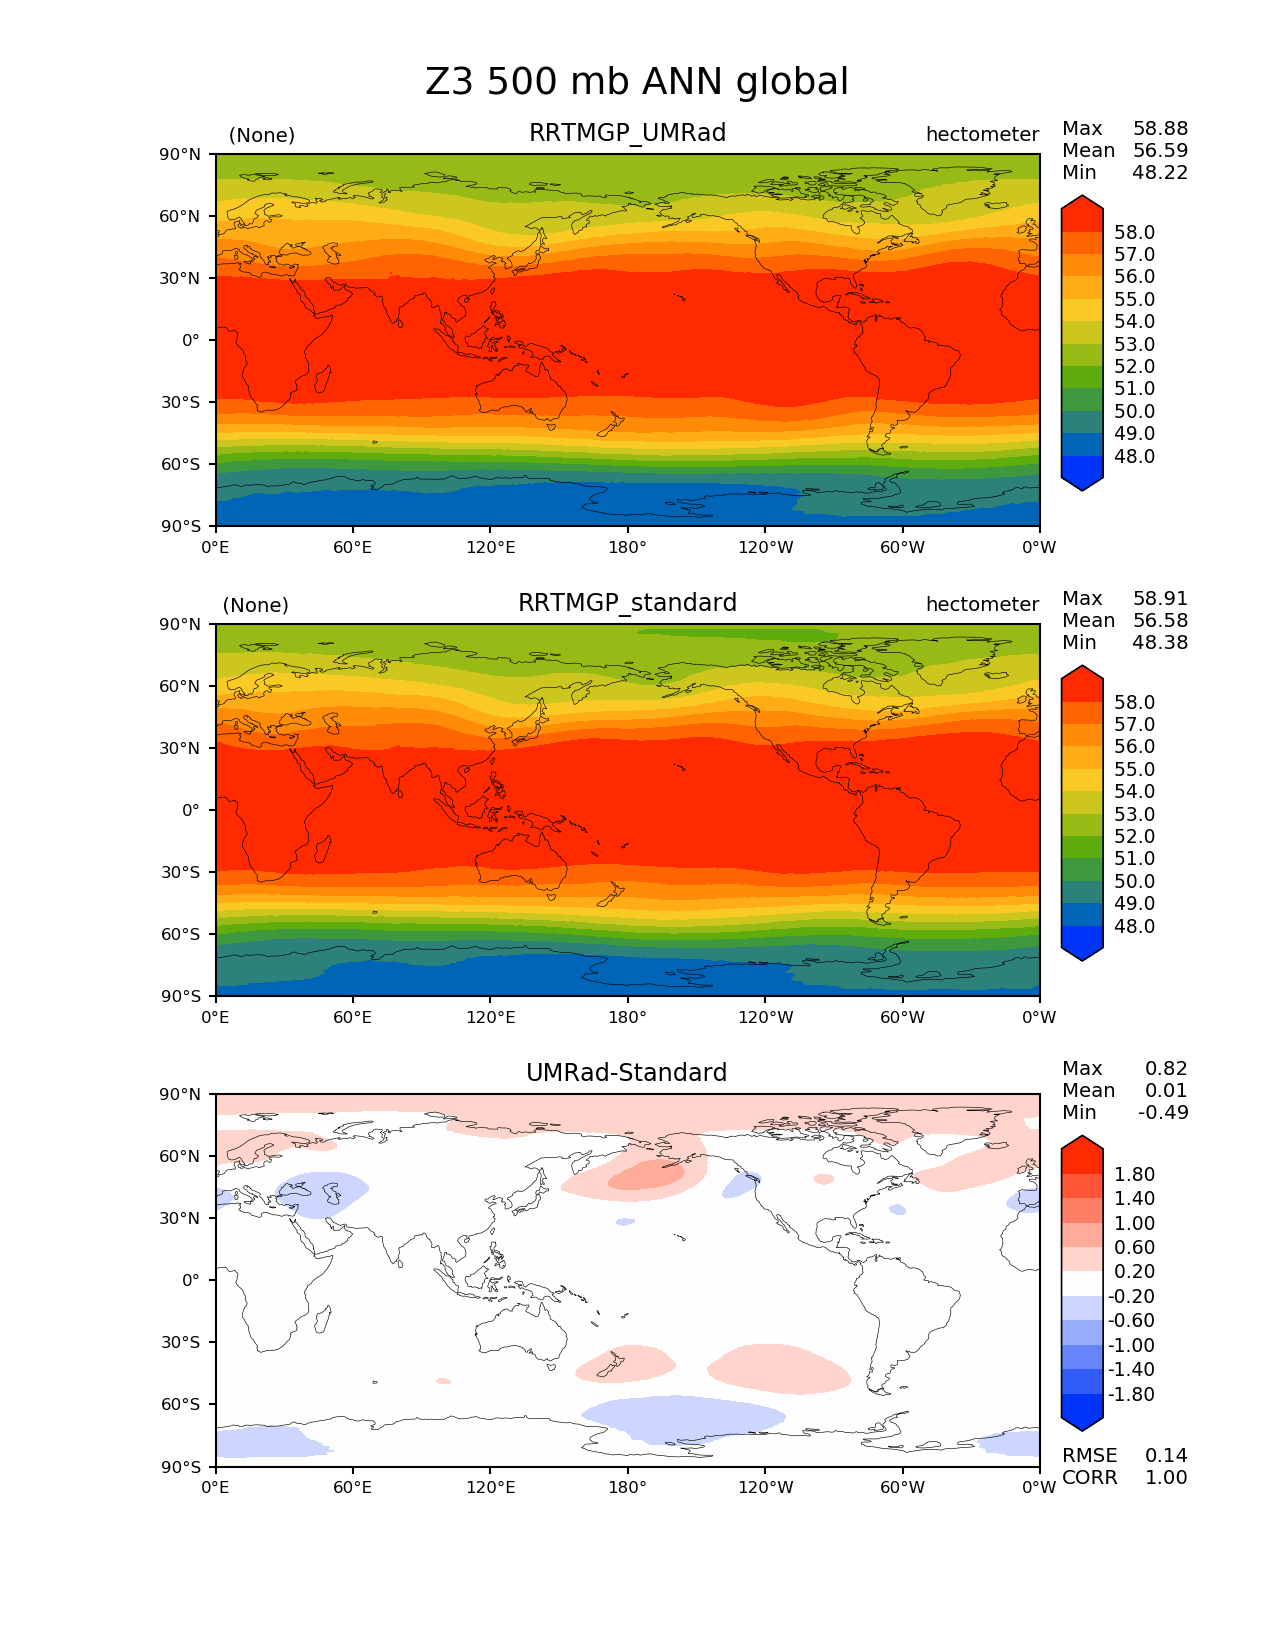 Z3 500 mb ANN global
(None) RRTMGP_UMRad hectometer
Max 58.88
Mean 56.59
Min 48.22
90°N
60°N
30°N
0°
30°S
60°S
90°S
0°E 60°E 120°E 180° 120°W 60°W 0°W
58.0
57.0
56.0
55.0
54.0
53.0
52.0
51.0
50.0
49.0
48.0
(None) RRTMGP_standard hectometer
Max 58.91
Mean 56.58
Min 48.38
90°N
60°N
30°N
0°
30°S
60°S
90°S
0°E 60°E 120°E 180° 120°W 60°W 0°W
58.0
57.0
56.0
55.0
54.0
53.0
52.0
51.0
50.0
49.0
48.0
UMRad-Standard
Max 0.82
Mean 0.01
Min -0.49
90°N
60°N
30°N
0°
30°S
60°S
90°S
0°E 60°E 120°E 180° 120°W 60°W 0°W
1.80
1.40
1.00
0.60
0.20
-0.20
-0.60
-1.00
-1.40
-1.80
RMSE 0.14
CORR 1.00